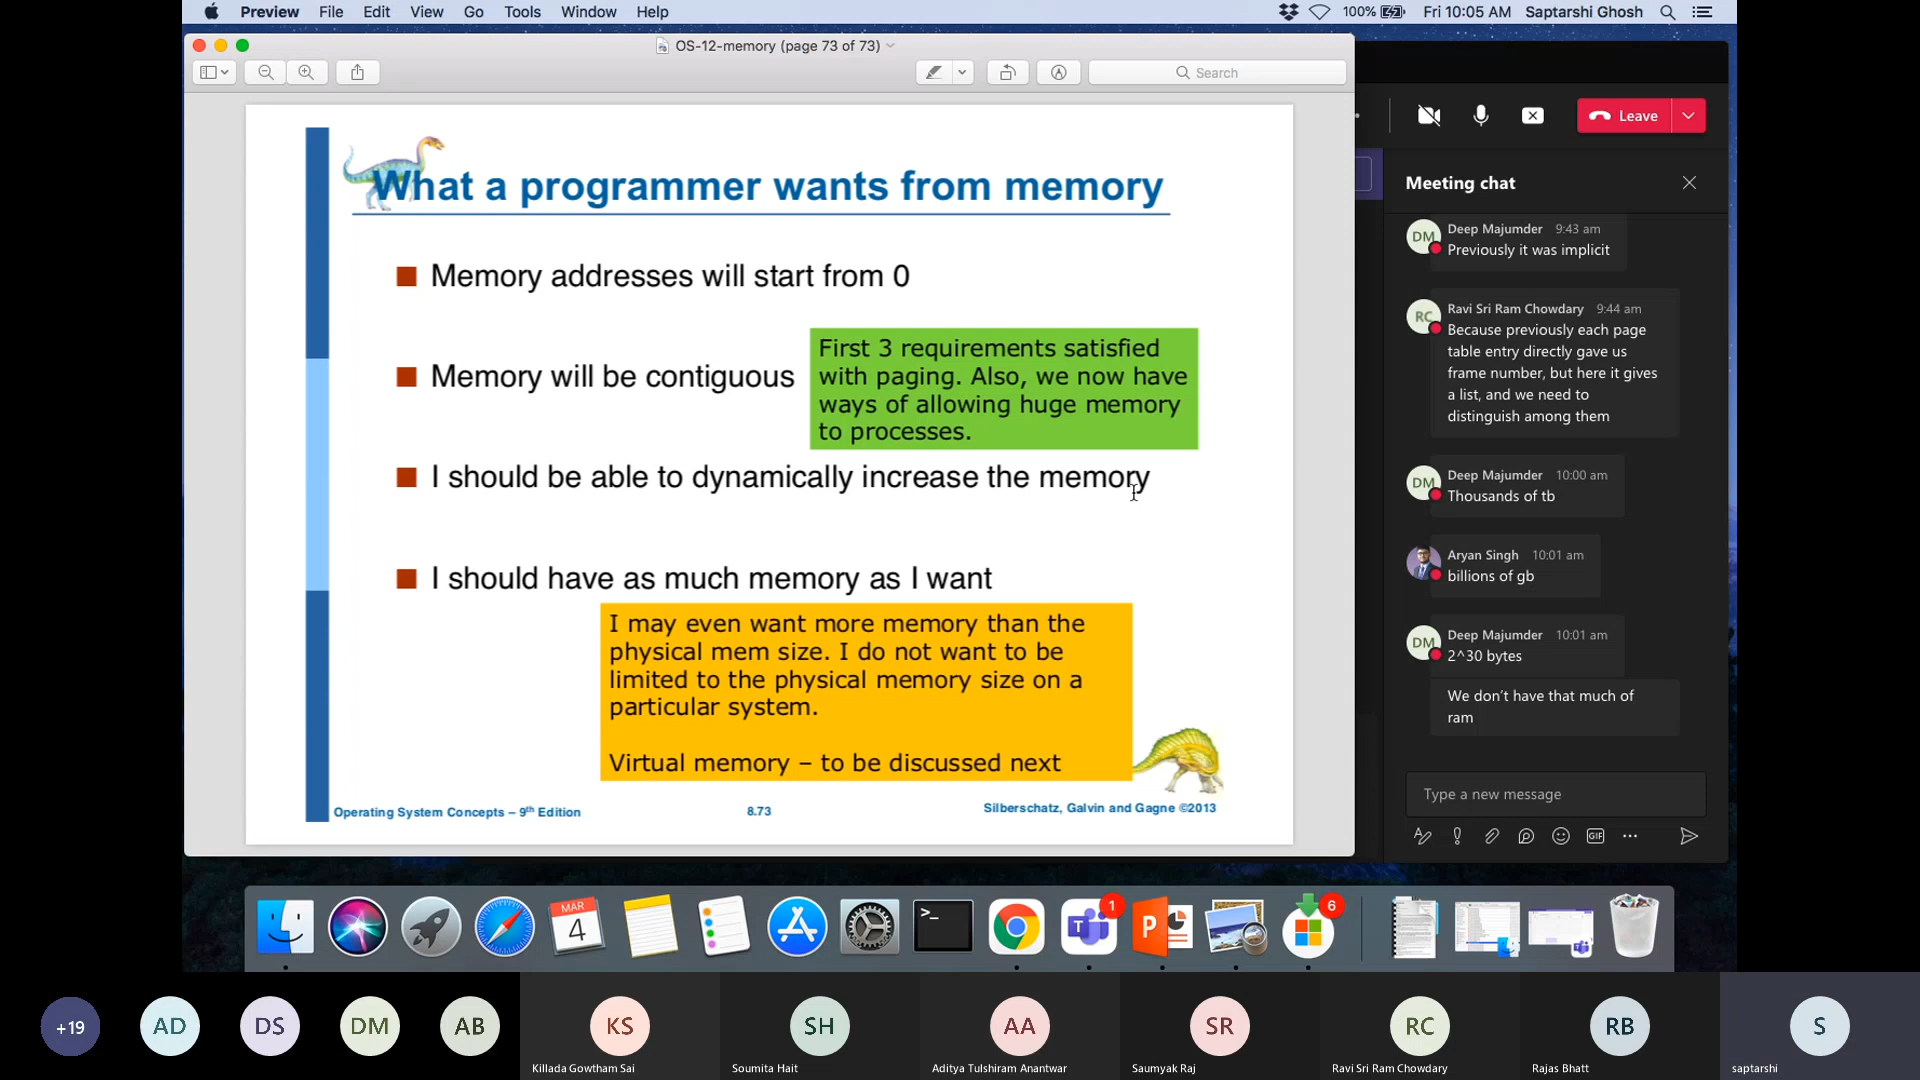 Preview File Edit View Go Tools Window Help
100% Fri 10:05 AM Saptarshi Ghosh
OS-12-memory (page 73 of 73)
Search
What a programmer wants from memory
Memory addresses will start from 0
Memory will be contiguous
First 3 requirements satisfied
with paging. Also, we now have
ways of allowing huge memory
to processes.
I should be able to dynamically increase the memory
I should have as much memory as I want
I may even want more memory than the
physical mem size. I do not want to be
limited to the physical memory size on a
particular system.
Virtual memory – to be discussed next
Operating System Concepts – 9th Edition
8.73
Silberschatz, Galvin and Gagne ©2013
Leave
Meeting chat
DM
Deep Majumder 9:43 am
Previously it was implicit
RC
Ravi Sri Ram Chowdary 9:44 am
Because previously each page
table entry directly gave us
frame number, but here it gives
a list, and we need to
distinguish among them
DM
Deep Majumder 10:00 am
Thousands of tb
Aryan Singh 10:01 am
billions of gb
DM
Deep Majumder 10:01 am
2^30 bytes
We don't have that much of
ram
Type a new message
GIF
MAR
4
>_
1
P
6
+19 AD DS DM AB KS SH AA SR RC RB S
Killada Gowtham Sai Soumita Hait Aditya Tulshiram Anantwar Saumyak Raj Ravi Sri Ram Chowdary Rajas Bhatt saptarshi